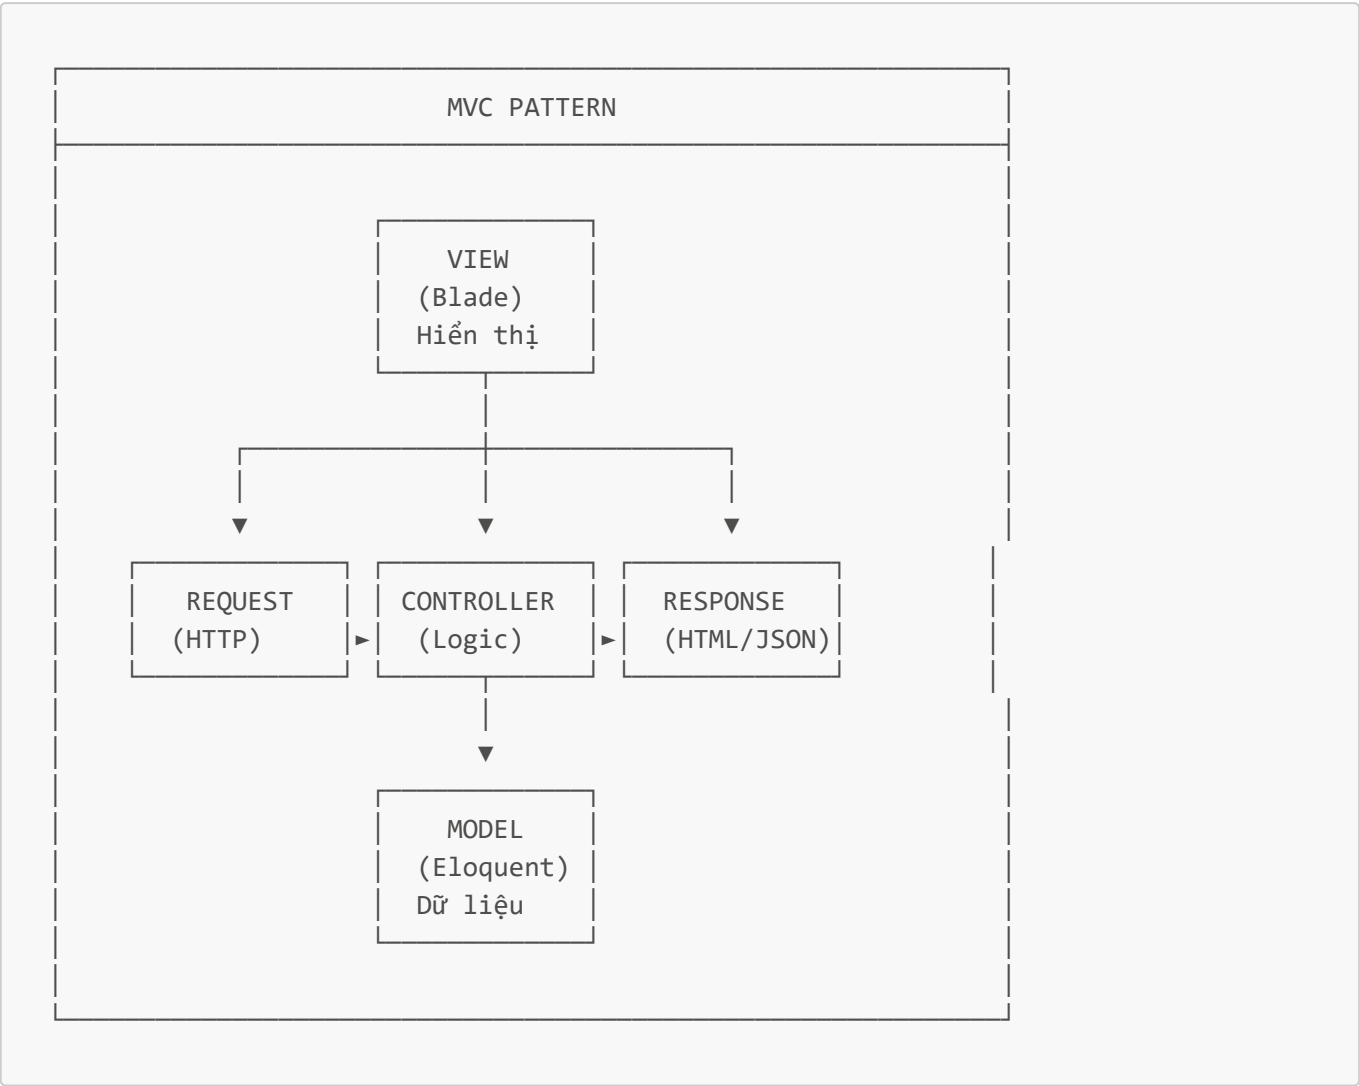 MVC PATTERN
VIEW
(Blade)
Hiển thị
REQUEST CONTROLLER RESPONSE
(HTTP) (Logic) (HTML/JSON)
MODEL
(Eloquent)
Dữ liệu